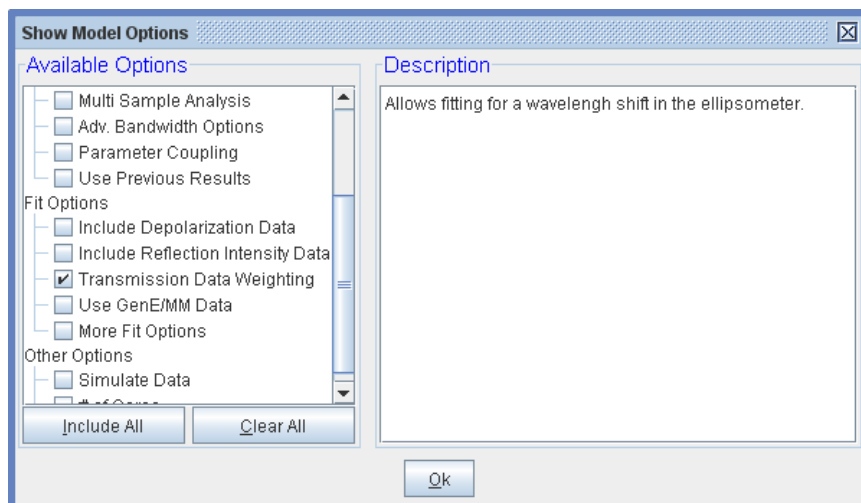 Show Model Options
Available Options
Multi Sample Analysis
Adv. Bandwidth Options
Parameter Coupling
Use Previous Results
Fit Options
Include Depolarization Data
Include Reflection Intensity Data
Transmission Data Weighting
Use GenE/MM Data
More Fit Options
Other Options
Simulate Data
Include All
Clear All
Description
Allows fitting for a wavelengh shift in the ellipsometer.
Ok